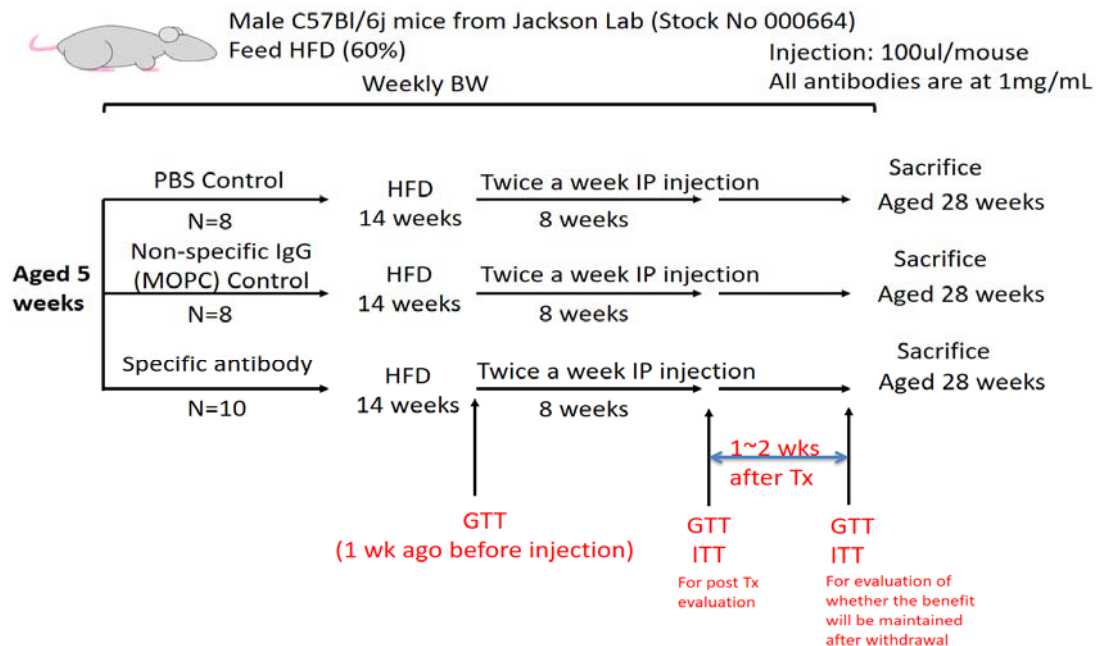 Male C57Bl/6j mice from Jackson Lab (Stock No 000664)
Feed HFD (60%)
Injection: 100ul/mouse
All antibodies are at 1mg/mL
Weekly BW
PBS Control
N=8
HFD
14 weeks
Twice a week IP injection
8 weeks
Sacrifice
Aged 28 weeks
Aged 5
weeks
Non-specific IgG
(MOPC) Control
N=8
HFD
14 weeks
Twice a week IP injection
8 weeks
Sacrifice
Aged 28 weeks
Specific antibody
N=10
HFD
14 weeks
Twice a week IP injection
8 weeks
Sacrifice
Aged 28 weeks
1~2 wks
after Tx
GTT
(1 wk ago before injection)
GTT
ITT
For post Tx
evaluation
GTT
ITT
For evaluation of
whether the benefit
will be maintained
after withdrawal